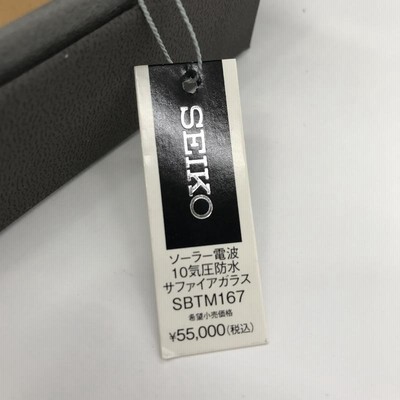 SEIKO
ソーラー電波
10気圧防水
サファイアガラス
SBTM167
希望小売価格
¥55,000(税込)